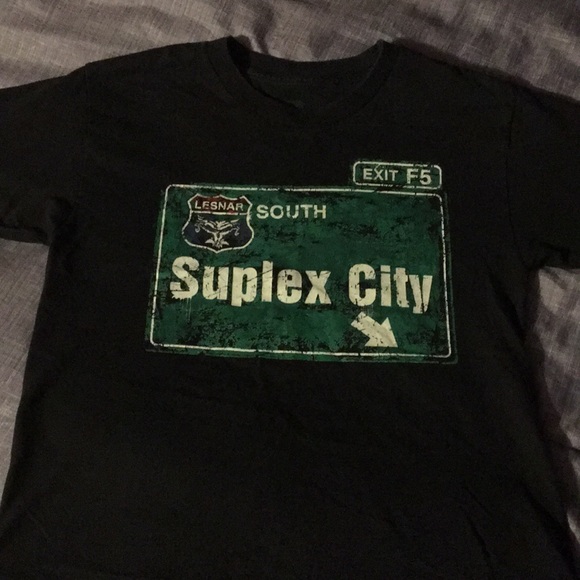 EXIT F5
LESNAR
SOUTH
Suplex City